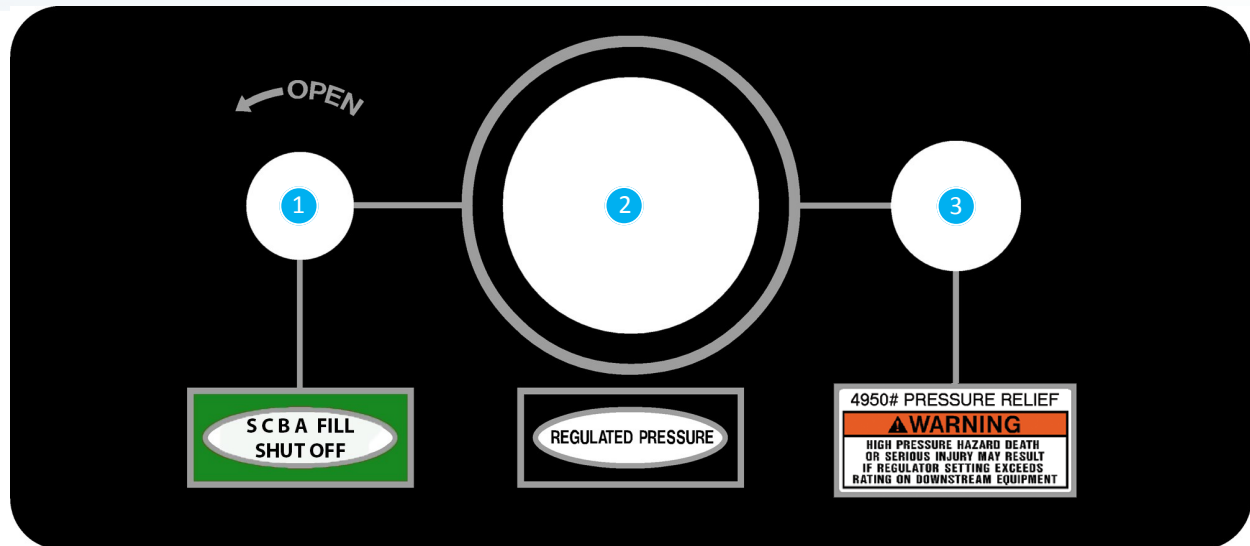 OPEN
1
2
3
S C B A FILL
SHUT OFF
REGULATED PRESSURE
4950# PRESSURE RELIEF
WARNING
HIGH PRESSURE HAZARD DEATH
OR SERIOUS INJURY MAY RESULT
IF REGULATOR SETTING EXCEEDS
RATING ON DOWNSTREAM EQUIPMENT